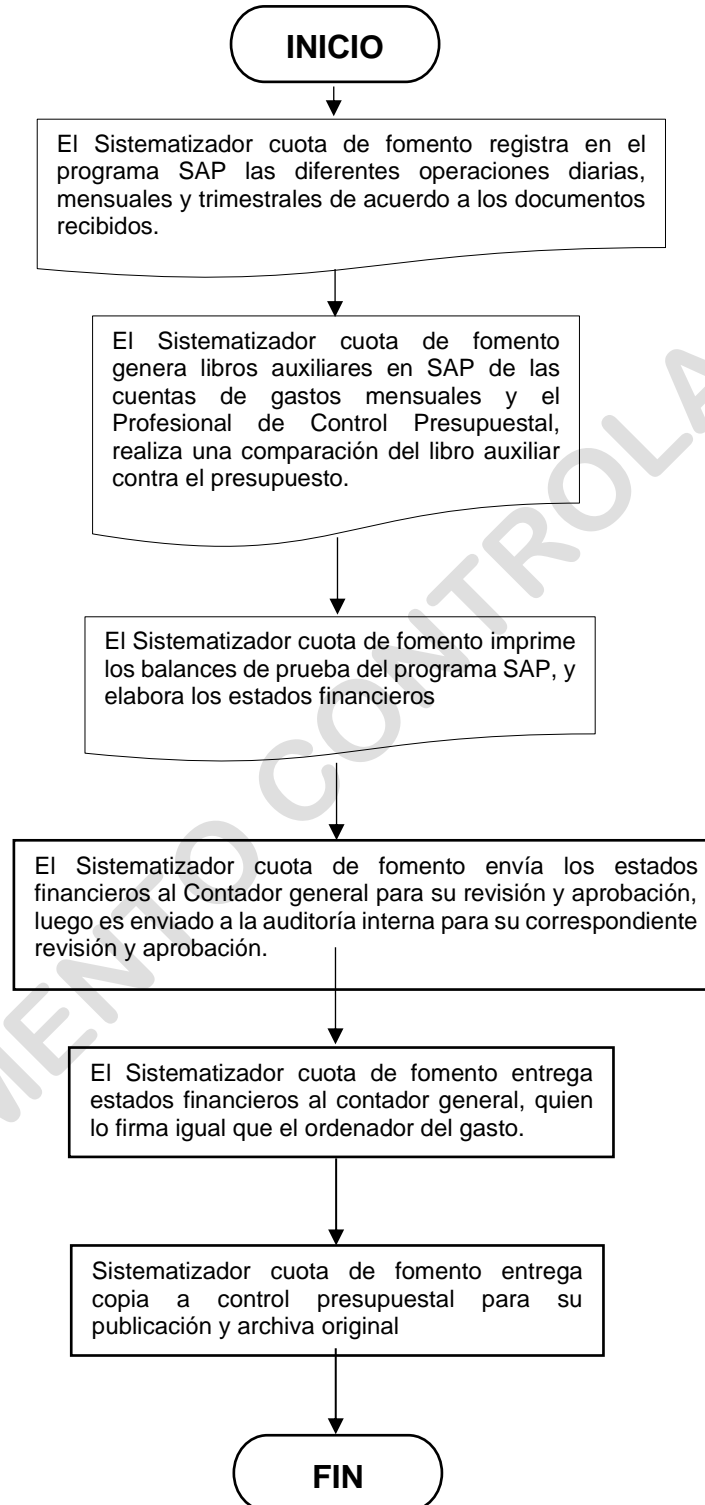 INICIO
El Sistematizador cuota de fomento registra en el
programa SAP las diferentes operaciones diarias,
mensuales y trimestrales de acuerdo a los documentos
recibidos.
El Sistematizador cuota de fomento
genera libros auxiliares en SAP de las
cuentas de gastos mensuales y el
Profesional de Control Presupuestal,
realiza una comparación del libro auxiliar
contra el presupuesto.
El Sistematizador cuota de fomento imprime
los balances de prueba del programa SAP, y
elabora los estados financieros
El Sistematizador cuota de fomento envía los estados
financieros al Contador general para su revisión y aprobación,
luego es enviado a la auditoría interna para su correspondiente
revisión y aprobación.
El Sistematizador cuota de fomento entrega
estados financieros al contador general, quien
lo firma igual que el ordenador del gasto.
Sistematizador cuota de fomento entrega
copia a control presupuestal para su
publicación y archiva original
FIN
MENTO CONTROLA